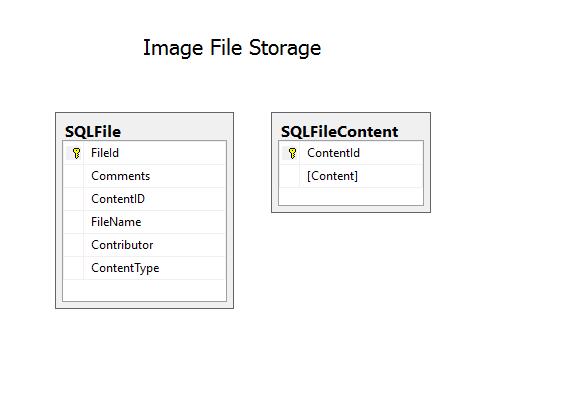 Image File Storage
SQLFile
FileId
Comments
ContentID
FileName
Contributor
ContentType
SQLFileContent
ContentId
[Content]